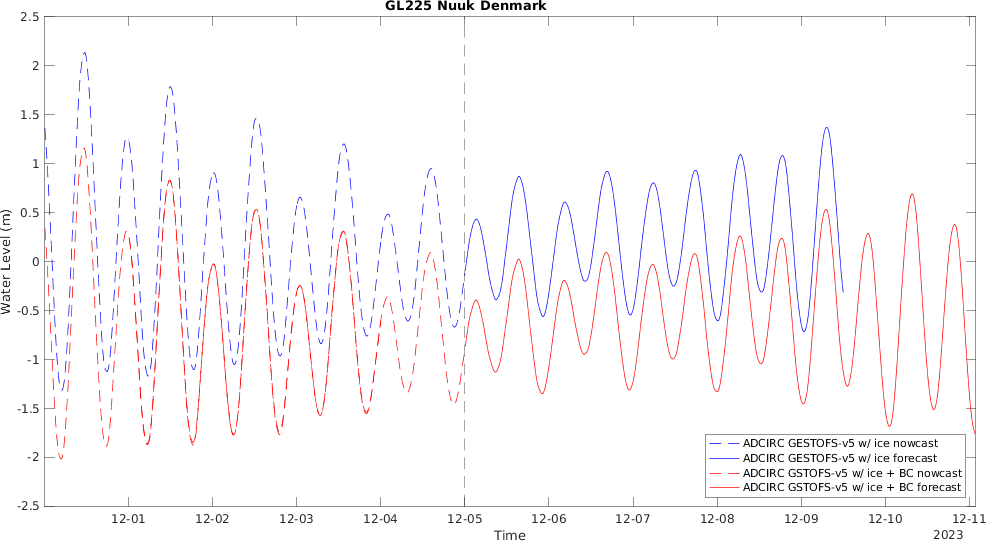 GL225 Nuuk Denmark
Water Level (m)
2.5
2
1.5
1
0.5
0
-0.5
-1
-1.5
-2
-2.5
ADCIRC GESTOFS-v5 w/ ice nowcast
ADCIRC GESTOFS-v5 w/ ice forecast
ADCIRC GSTOFS-v5 w/ ice + BC nowcast
ADCIRC GSTOFS-v5 w/ ice + BC forecast
12-01 12-02 12-03 12-04 12-05 12-06 12-07 12-08 12-09 12-10 12-11
Time
2023